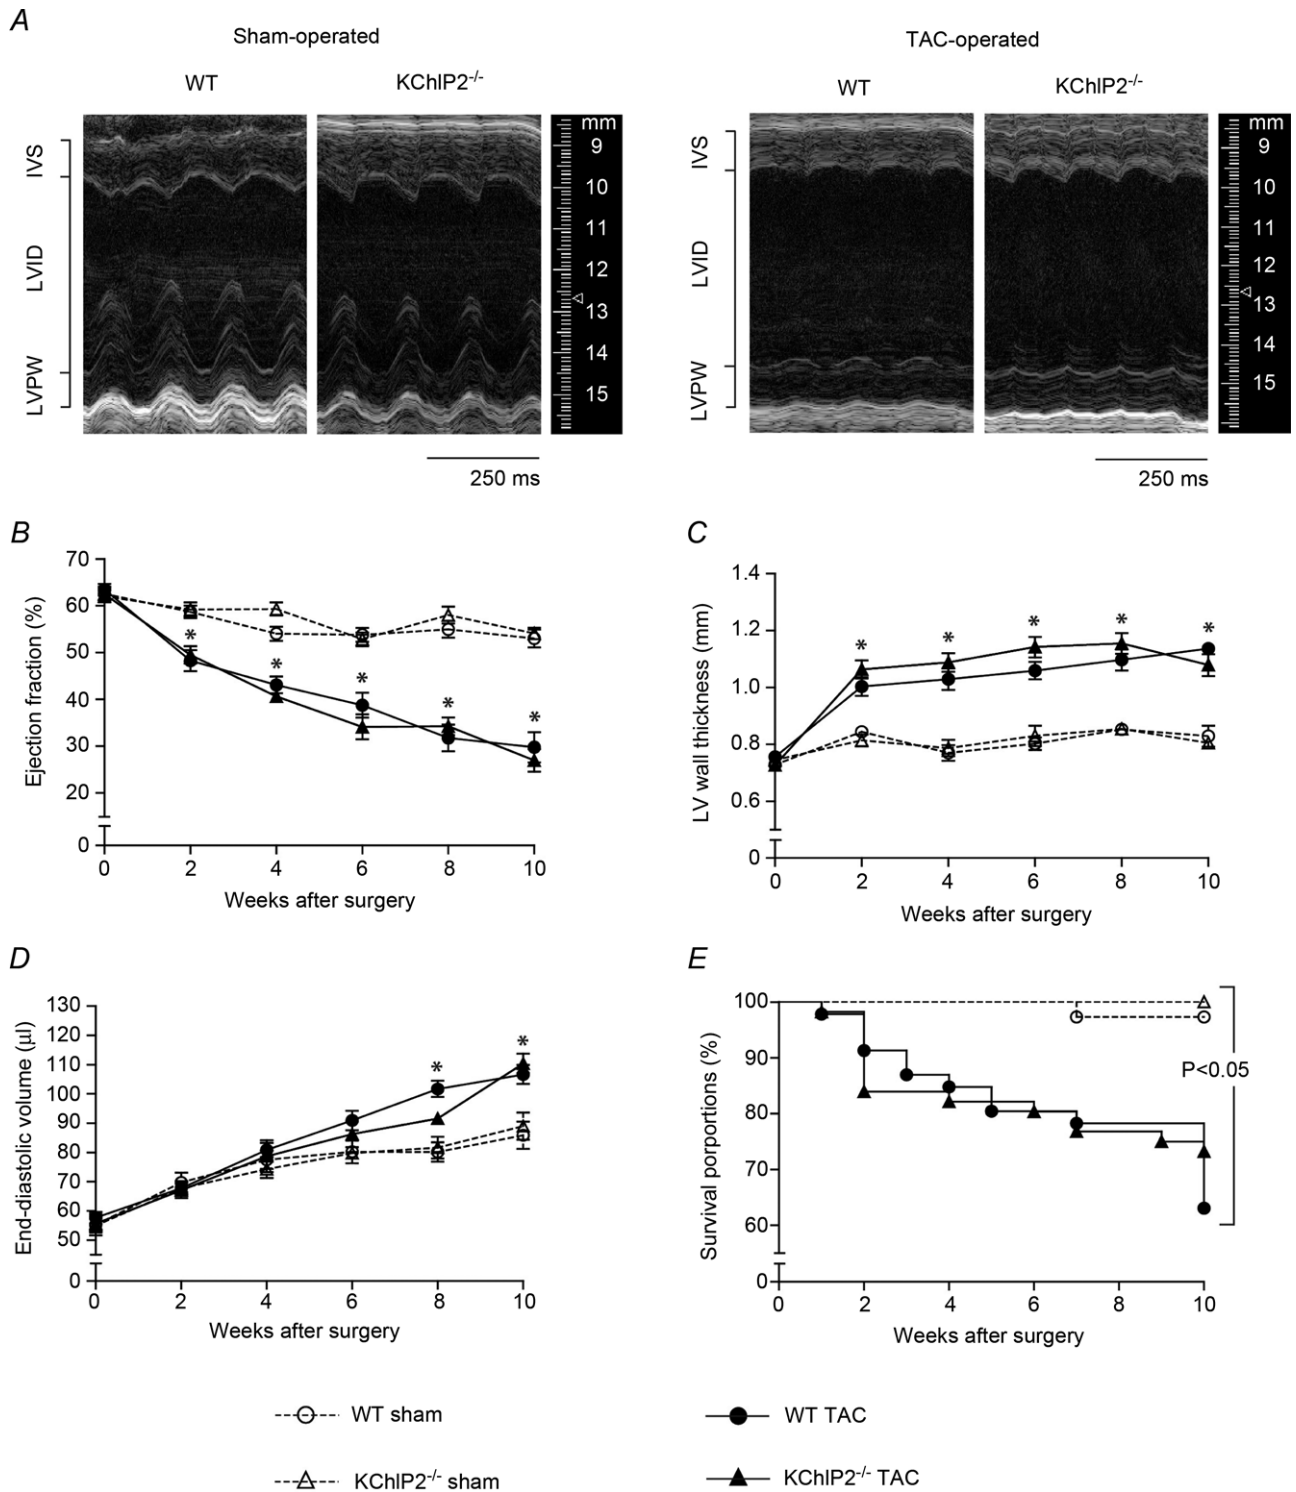 A
Sham-operated
TAC-operated
WT
KChIP2-/-
WT
KChIP2-/-
IVS
LVID
LVPW
mm
9
10
11
12
13
14
15
IVS
LVID
LVPW
mm
9
10
11
12
13
14
15
250 ms
250 ms
B
Ejection fraction (%)
70
60
50
40
30
20
0
* * * * *
0 2 4 6 8 10
Weeks after surgery
C
LV wall thickness (mm)
1.4
1.2
1.0
0.8
0.6
0
* * * * *
0 2 4 6 8 10
Weeks after surgery
D
End-diastolic volume (µl)
130
120
110
100
90
80
70
60
50
0
* *
0 2 4 6 8 10
Weeks after surgery
E
Survival poportions (%)
100
90
80
70
60
0
P<0.05
0 2 4 6 8 10
Weeks after surgery
WT sham
WT TAC
KChIP2-/- sham
KChIP2-/- TAC